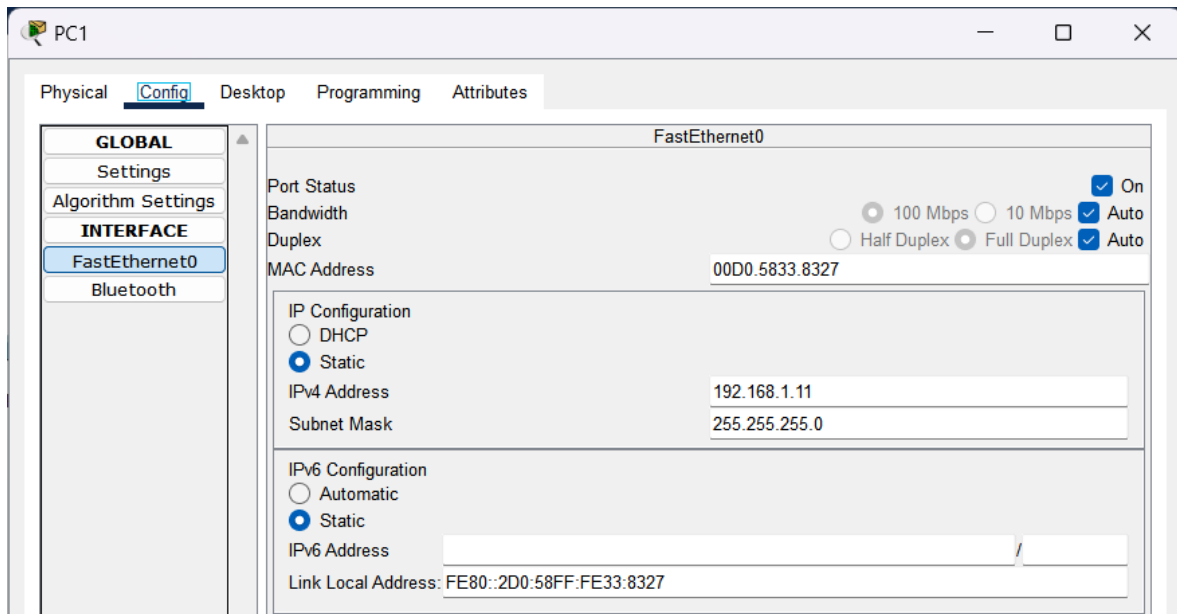 PC1
Physical Config Desktop Programming Attributes
GLOBAL
Settings
Algorithm Settings
INTERFACE
FastEthernet0
Bluetooth
FastEthernet0
Port Status On
Bandwidth 100 Mbps 10 Mbps Auto
Duplex Half Duplex Full Duplex Auto
MAC Address 00D0.5833.8327
IP Configuration
DHCP
Static
IPv4 Address 192.168.1.11
Subnet Mask 255.255.255.0
IPv6 Configuration
Automatic
Static
IPv6 Address /
Link Local Address: FE80::2D0:58FF:FE33:8327